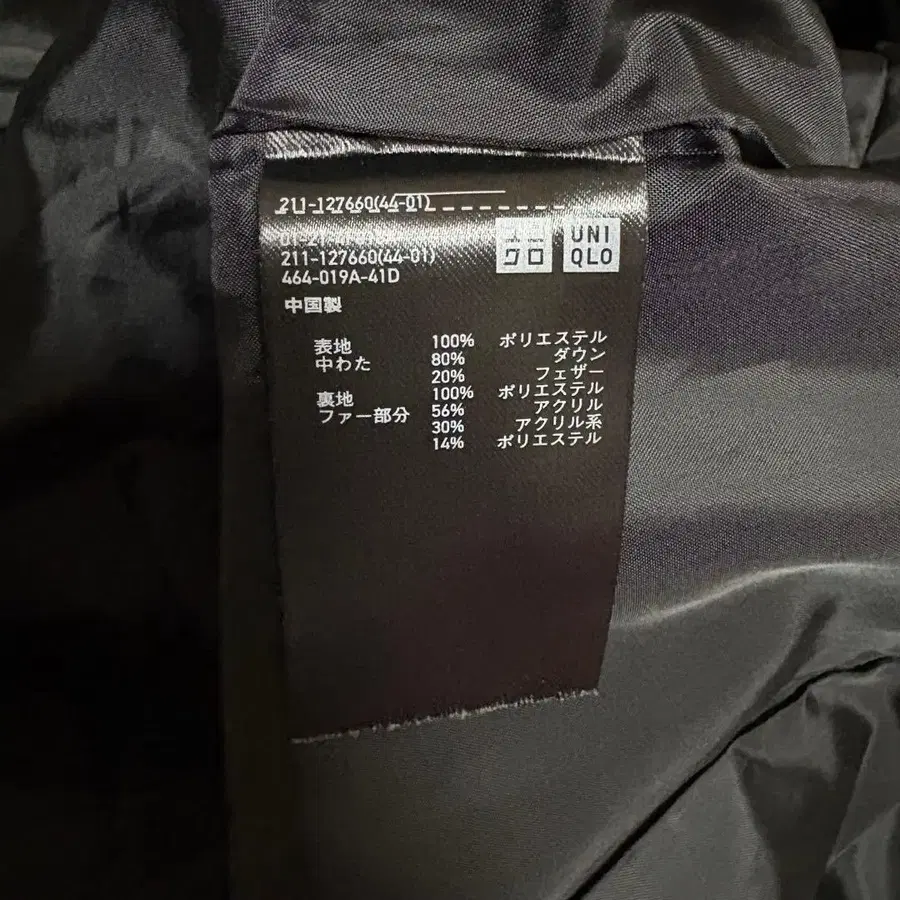 211-127660(44-01)
211-127660(44-01)
464-019A-41D
中国製
ユニ
クロ
UNI
QLO
表地 100% ポリエステル
中わた 80% ダウン
20% フェザー
裏地 100% ポリエステル
ファー部分 56% アクリル
30% アクリル系
14% ポリエステル